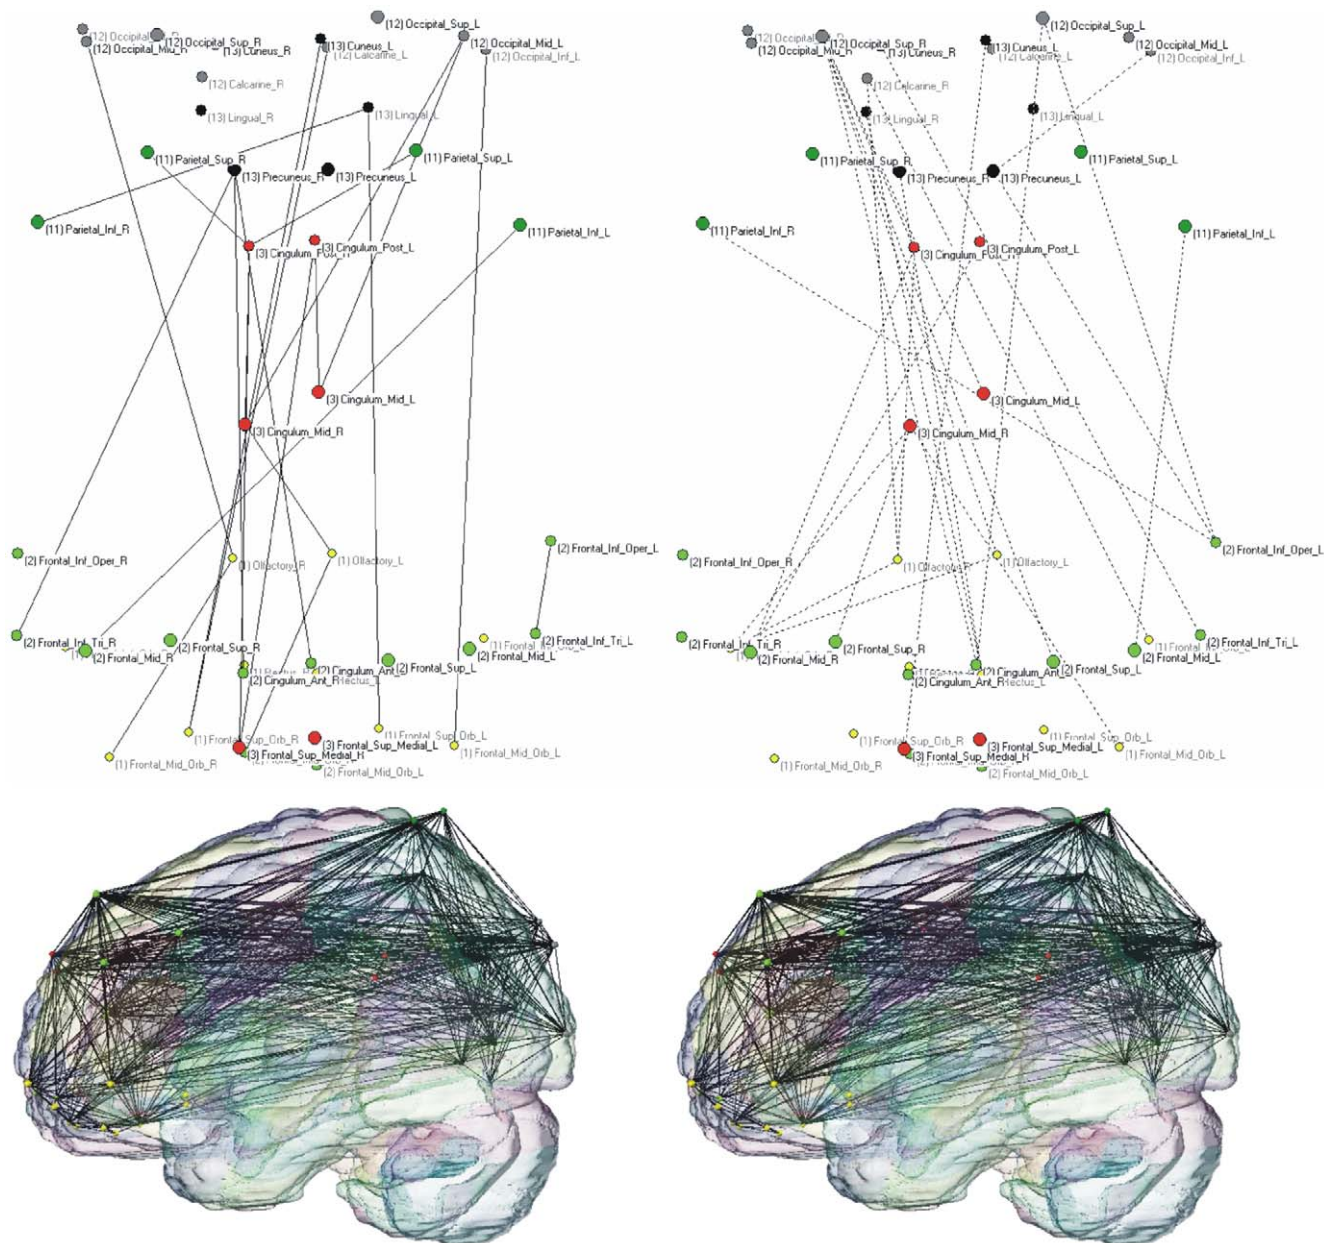 (12) Occipital_Sup_L
(12) Occipital_Sup_R
(12) Occipital_Mid_R
(13) Cuneus_R
(13) Cuneus_L
(12) Calcarine_L
(12) Occipital_Mid_L
(12) Occipital_Inf_L
(12) Calcarine_R
(13) Lingual_R
(13) Lingual_L
(11) Parietal_Sup_R
(11) Parietal_Sup_L
(13) Precuneus_R
(13) Precuneus_L
(11) Parietal_Inf_R
(11) Parietal_Inf_L
(3) Cingulum_Post_L
(3) Cingulum_Mid_L
(3) Cingulum_Mid_R
(2) Frontal_Inf_Oper_R
(1) Olfactory_R
(1) Olfactory_L
(2) Frontal_Inf_Oper_L
(2) Frontal_Inf_Tri_R
(2) Frontal_Mid_R
(2) Frontal_Sup_R
(2) Frontal_Sup_L
(2) Frontal_Mid_L
(2) Frontal_Inf_Tri_L
(2) Cingulum_Ant_R
(1) Frontal_Sup_Orb_R
(1) Frontal_Mid_Orb_R
(3) Frontal_Sup_Medial_R
(3) Frontal_Sup_Medial_L
(1) Frontal_Sup_Orb_L
(1) Frontal_Mid_Orb_L
(2) Frontal_Mid_Orb_L
(12) Occipital_Sup_L
(12) Occipital_Sup_R
(12) Occipital_Mid_R
(13) Cuneus_R
(13) Cuneus_L
(12) Calcarine_L
(12) Occipital_Mid_L
(12) Occipital_Inf_L
(12) Calcarine_R
(13) Lingual_R
(13) Lingual_L
(11) Parietal_Sup_R
(11) Parietal_Sup_L
(13) Precuneus_R
(13) Precuneus_L
(11) Parietal_Inf_R
(11) Parietal_Inf_L
(3) Cingulum_Post_L
(3) Cingulum_Mid_L
(3) Cingulum_Mid_R
(2) Frontal_Inf_Oper_R
(1) Olfactory_R
(1) Olfactory_L
(2) Frontal_Inf_Oper_L
(2) Frontal_Inf_Tri_R
(2) Frontal_Mid_R
(2) Frontal_Sup_R
(2) Frontal_Sup_L
(2) Frontal_Mid_L
(2) Frontal_Inf_Tri_L
(2) Cingulum_Ant_R
(1) Frontal_Sup_Orb_R
(1) Frontal_Mid_Orb_R
(3) Frontal_Sup_Medial_R
(3) Frontal_Sup_Medial_L
(1) Frontal_Sup_Orb_L
(1) Frontal_Mid_Orb_L
(2) Frontal_Mid_Orb_L